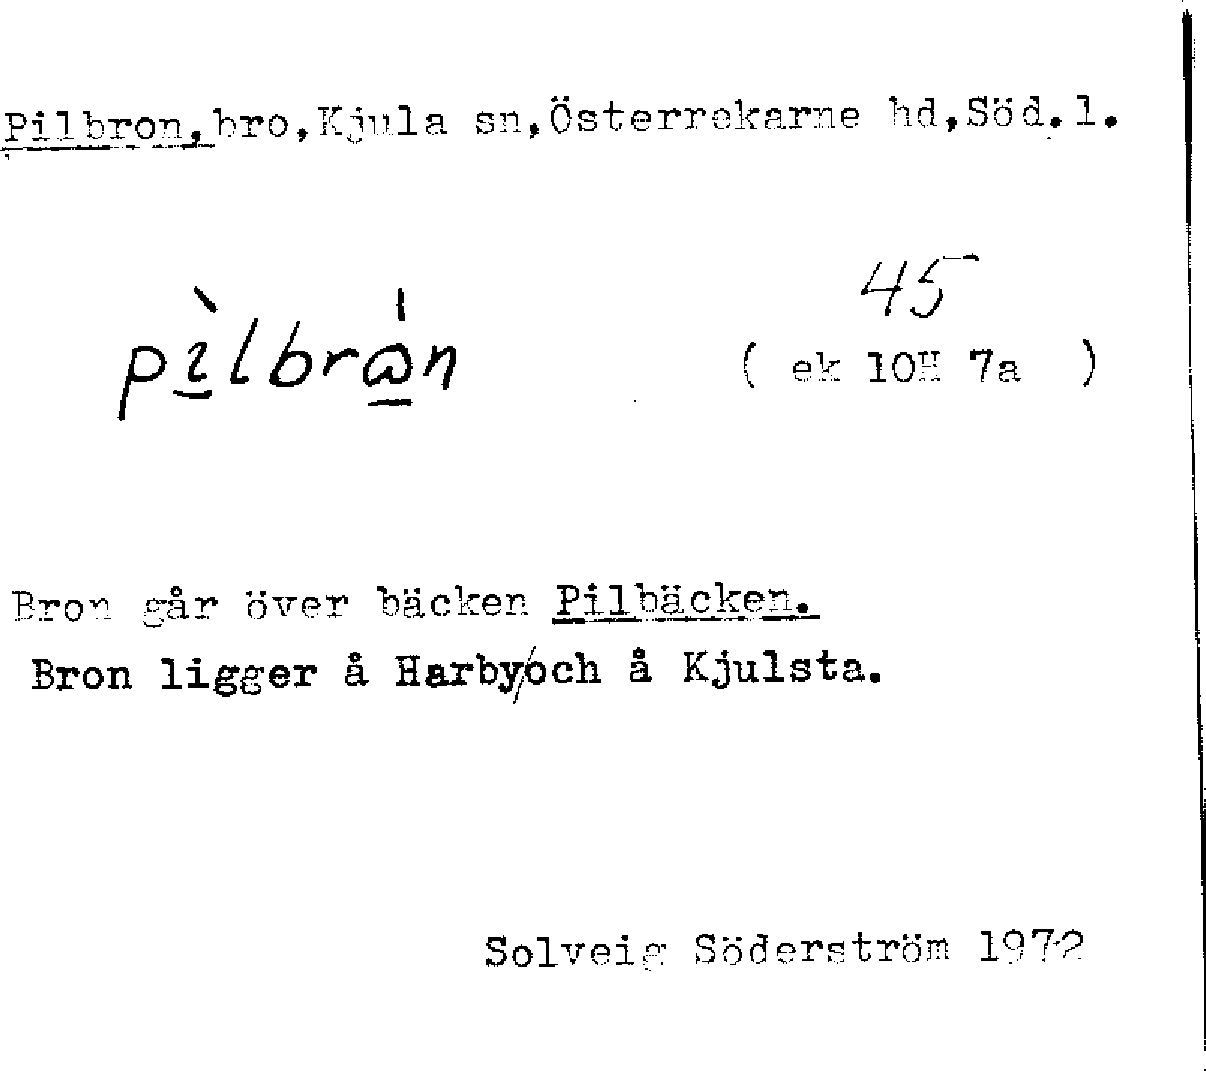 Pilbron, bro, Kjula sn, Österrekarne hd, Söd. l.
45
pìlbrán
( ek 10H 7a )
Bron går över bäcken Pilbäcken.
Bron ligger å Harby/och å Kjulsta.
Solveig Söderström 1972